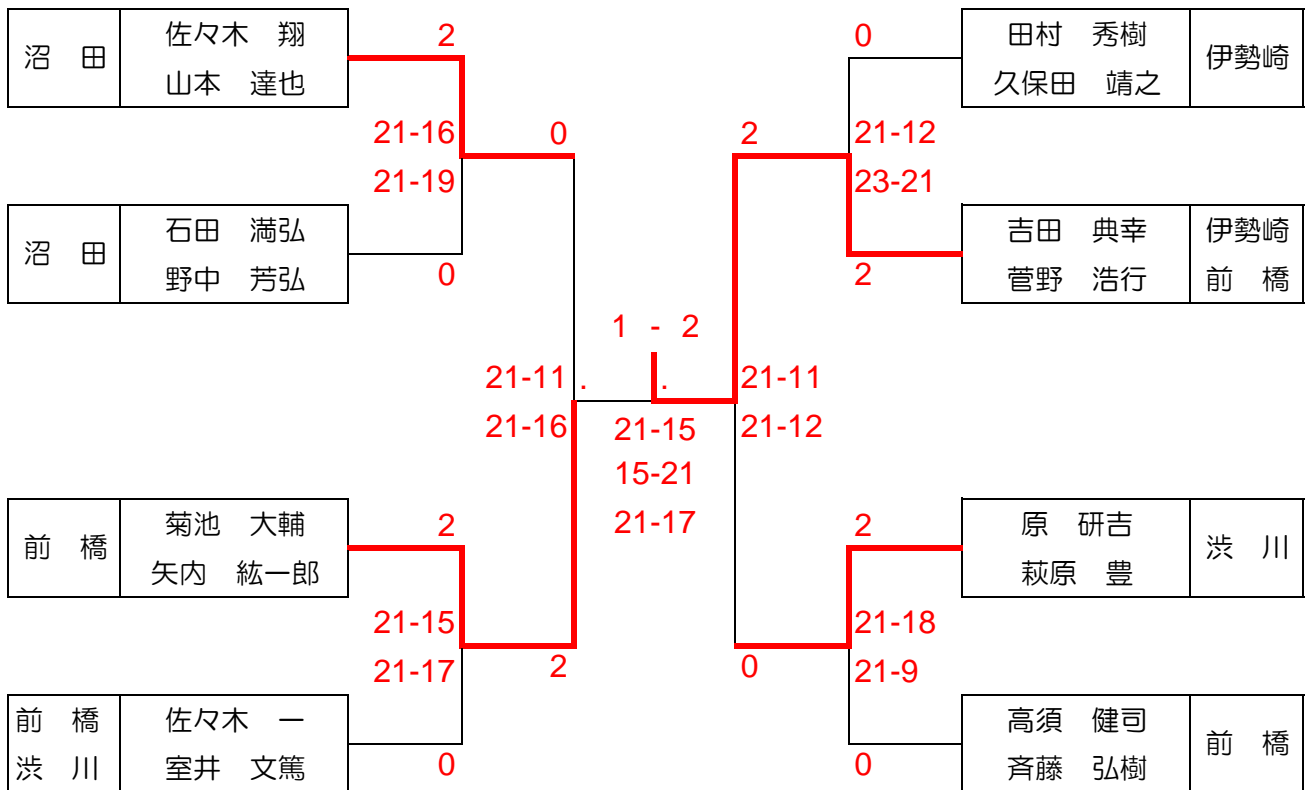 沼　田
佐々木　翔
山本　達也
2
0
田村　秀樹
久保田　靖之
伊勢崎
21-16
21-19
0
2
21-12
23-21
沼　田
石田　満弘
野中　芳弘
0
2
吉田　典幸
菅野　浩行
伊勢崎
前　橋
1 - 2
21-11 .
21-16
.
21-15
15-21
21-17
21-11
21-12
前　橋
菊池　大輔
矢内　紘一郎
2
2
原　研吉
萩原　豊
渋　川
21-15
21-17
2
0
21-18
21-9
前　橋
渋　川
佐々木　一
室井　文篤
0
0
高須　健司
斉藤　弘樹
前　橋